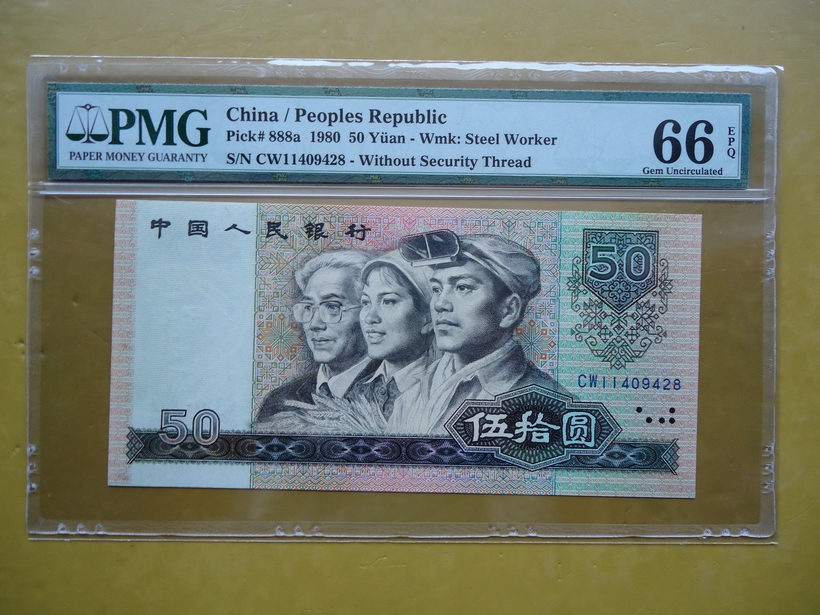 PMG
PAPER MONEY GUARANTY
China / Peoples Republic
Pick# 888a 1980 50 Yüan - Wmk: Steel Worker
S/N CW11409428 - Without Security Thread
66 EPQ
Gem Uncirculated
中国人民银行
50
CW11409428
50
伍拾圆